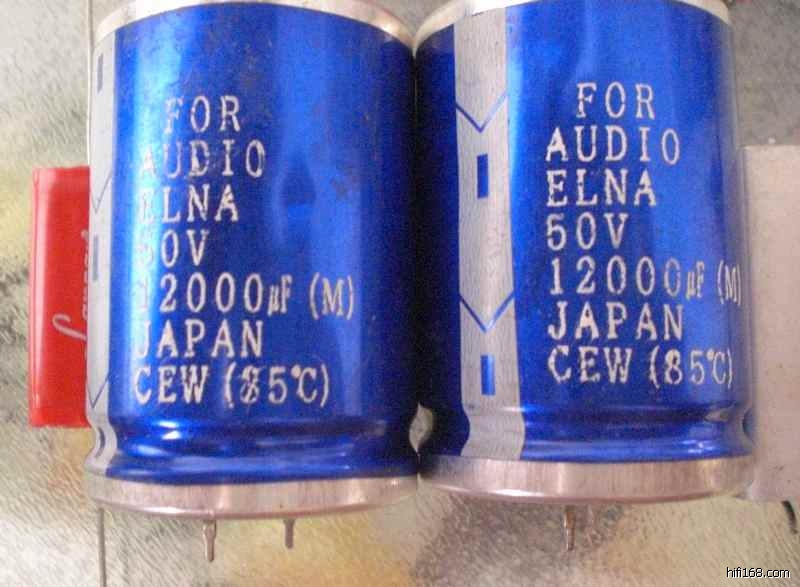 FOR
AUDIO
ELNA
50V
12000µF (M)
JAPAN
CEW (85℃)
FOR
AUDIO
ELNA
50V
12000µF (M)
JAPAN
CEW (85℃)
hifi168.com